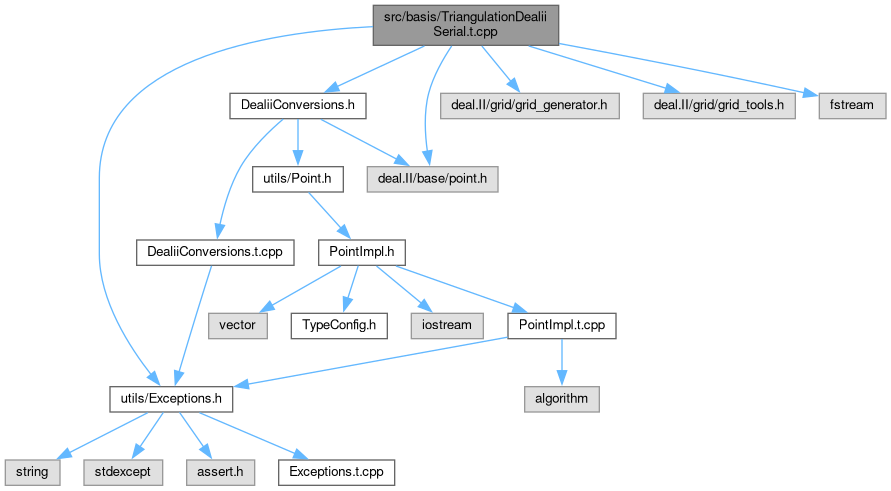 src/basis/TriangulationDealii
Serial.t.cpp
DealiiConversions.h
deal.II/grid/grid_generator.h
deal.II/grid/grid_tools.h
fstream
utils/Point.h
deal.II/base/point.h
DealiiConversions.t.cpp
PointImpl.h
vector
TypeConfig.h
iostream
PointImpl.t.cpp
utils/Exceptions.h
algorithm
string
stdexcept
assert.h
Exceptions.t.cpp